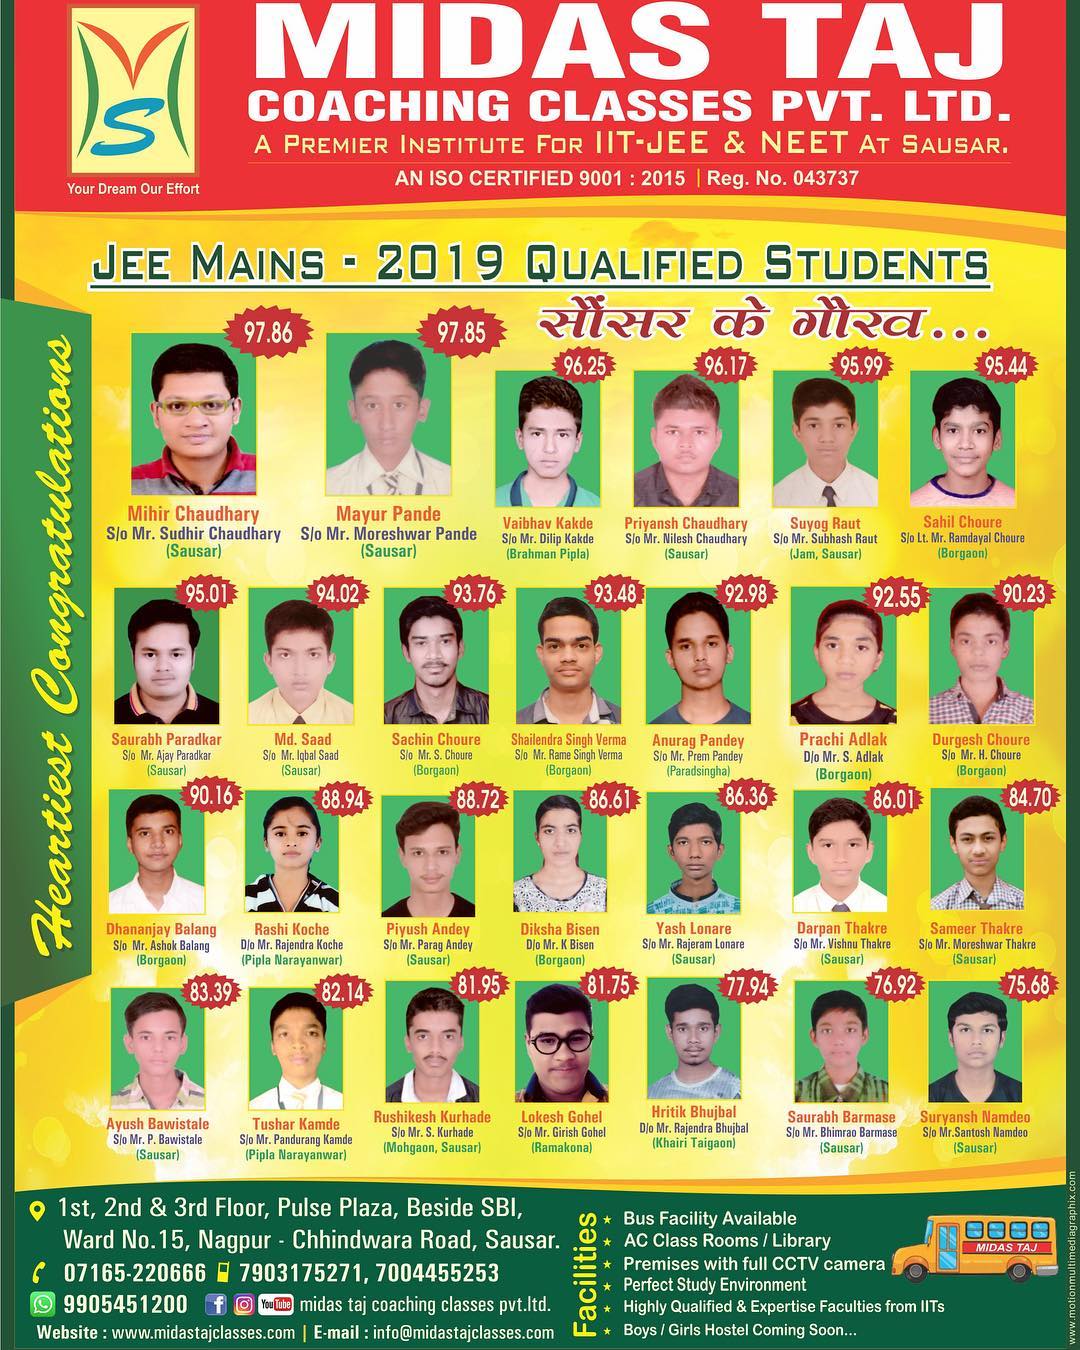 MIDAS TAJ
COACHING CLASSES PVT. LTD.
A PREMIER INSTITUTE FOR IIT-JEE & NEET AT SAUSAR.
AN ISO CERTIFIED 9001 : 2015 | Reg. No. 043737
S
Your Dream Our Effort
JEE MAINS - 2019 QUALIFIED STUDENTS
सौंसर के गौरव...
Heartiest Congratulations
97.86
Mihir Chaudhary
S/o Mr. Sudhir Chaudhary
(Sausar)
97.85
Mayur Pande
S/o Mr. Moreshwar Pande
(Sausar)
96.25
Vaibhav Kakde
S/o Mr. Dilip Kakde
(Brahman Pipla)
96.17
Priyansh Chaudhary
S/o Mr. Nilesh Chaudhary
(Sausar)
95.99
Suyog Raut
S/o Mr. Subhash Raut
(Jam, Sausar)
95.44
Sahil Choure
S/o Lt. Mr. Ramdayal Choure
(Borgaon)
95.01
Saurabh Paradkar
S/o Mr. Ajay Paradkar
(Sausar)
94.02
Md. Saad
S/o Mr. Iqbal Saad
(Sausar)
93.76
Sachin Choure
S/o Mr. S. Choure
(Borgaon)
93.48
Shailendra Singh Verma
S/o Mr. Rame Singh Verma
(Borgaon)
92.98
Anurag Pandey
S/o Mr. Prem Pandey
(Paradsingha)
92.55
Prachi Adlak
D/o Mr. S. Adlak
(Borgaon)
90.23
Durgesh Choure
S/o Mr. H. Choure
(Borgaon)
90.16
Dhananjay Balang
S/o Mr. Ashok Balang
(Borgaon)
88.94
Rashi Koche
D/o Mr. Rajendra Koche
(Pipla Narayanwar)
88.72
Piyush Andey
S/o Mr. Parag Andey
(Sausar)
86.61
Diksha Bisen
D/o Mr. K Bisen
(Borgaon)
86.36
Yash Lonare
S/o Mr. Rajeram Lonare
(Sausar)
86.01
Darpan Thakre
S/o Mr. Vishnu Thakre
(Sausar)
84.70
Sameer Thakre
S/o Mr. Moreshwar Thakre
(Sausar)
83.39
Ayush Bawistale
S/o Mr. P. Bawistale
(Sausar)
82.14
Tushar Kamde
S/o Mr. Pandurang Kamde
(Pipla Narayanwar)
81.95
Rushikesh Kurhade
S/o Mr. S. Kurhade
(Mohgaon, Sausar)
81.75
Lokesh Gohel
S/o Mr. Girish Gohel
(Ramakona)
77.94
Hritik Bhujbal
D/o Mr. Rajendra Bhujbal
(Khairi Taigaon)
76.92
Saurabh Barmase
S/o Mr. Bhimrao Barmase
(Sausar)
75.68
Suryansh Namdeo
S/o Mr.Santosh Namdeo
(Sausar)
1st, 2nd & 3rd Floor, Pulse Plaza, Beside SBI,
Ward No.15, Nagpur - Chhindwara Road, Sausar.
07165-220666 7903175271, 7004455253
9905451200 f You Tube midas taj coaching classes pvt.ltd.
Website : www.midastajclasses.com | E-mail : info@midastajclasses.com
Facilities
Bus Facility Available
AC Class Rooms / Library
Premises with full CCTV camera
Perfect Study Environment
Highly Qualified & Expertise Faculties from IITs
Boys / Girls Hostel Coming Soon...
MIDAS TAJ
www.motionmultimediagraphix.com